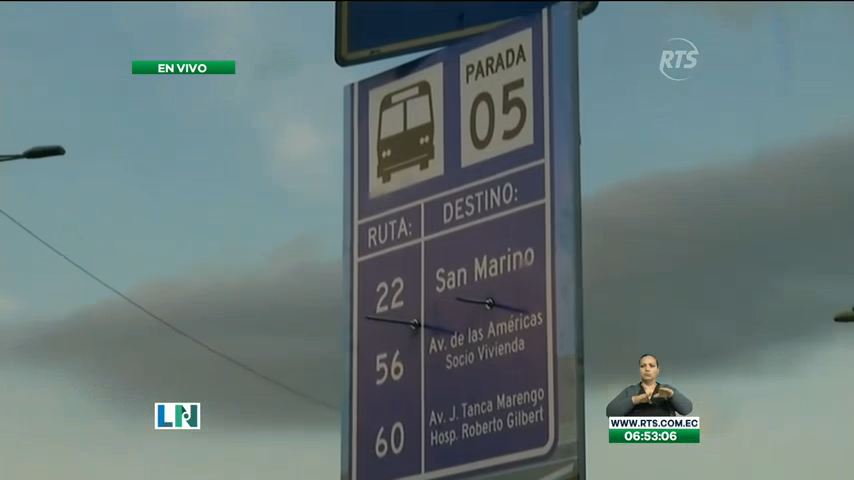 EN VIVO
RTS
PARADA
05
RUTA:
DESTINO:
22
San Marino
56
Av. de las Américas
Socio Vivienda
60
Av. J. Tanca Marengo
Hosp. Roberto Gilbert
LN
WWW.RTS.COM.EC
06:53:06